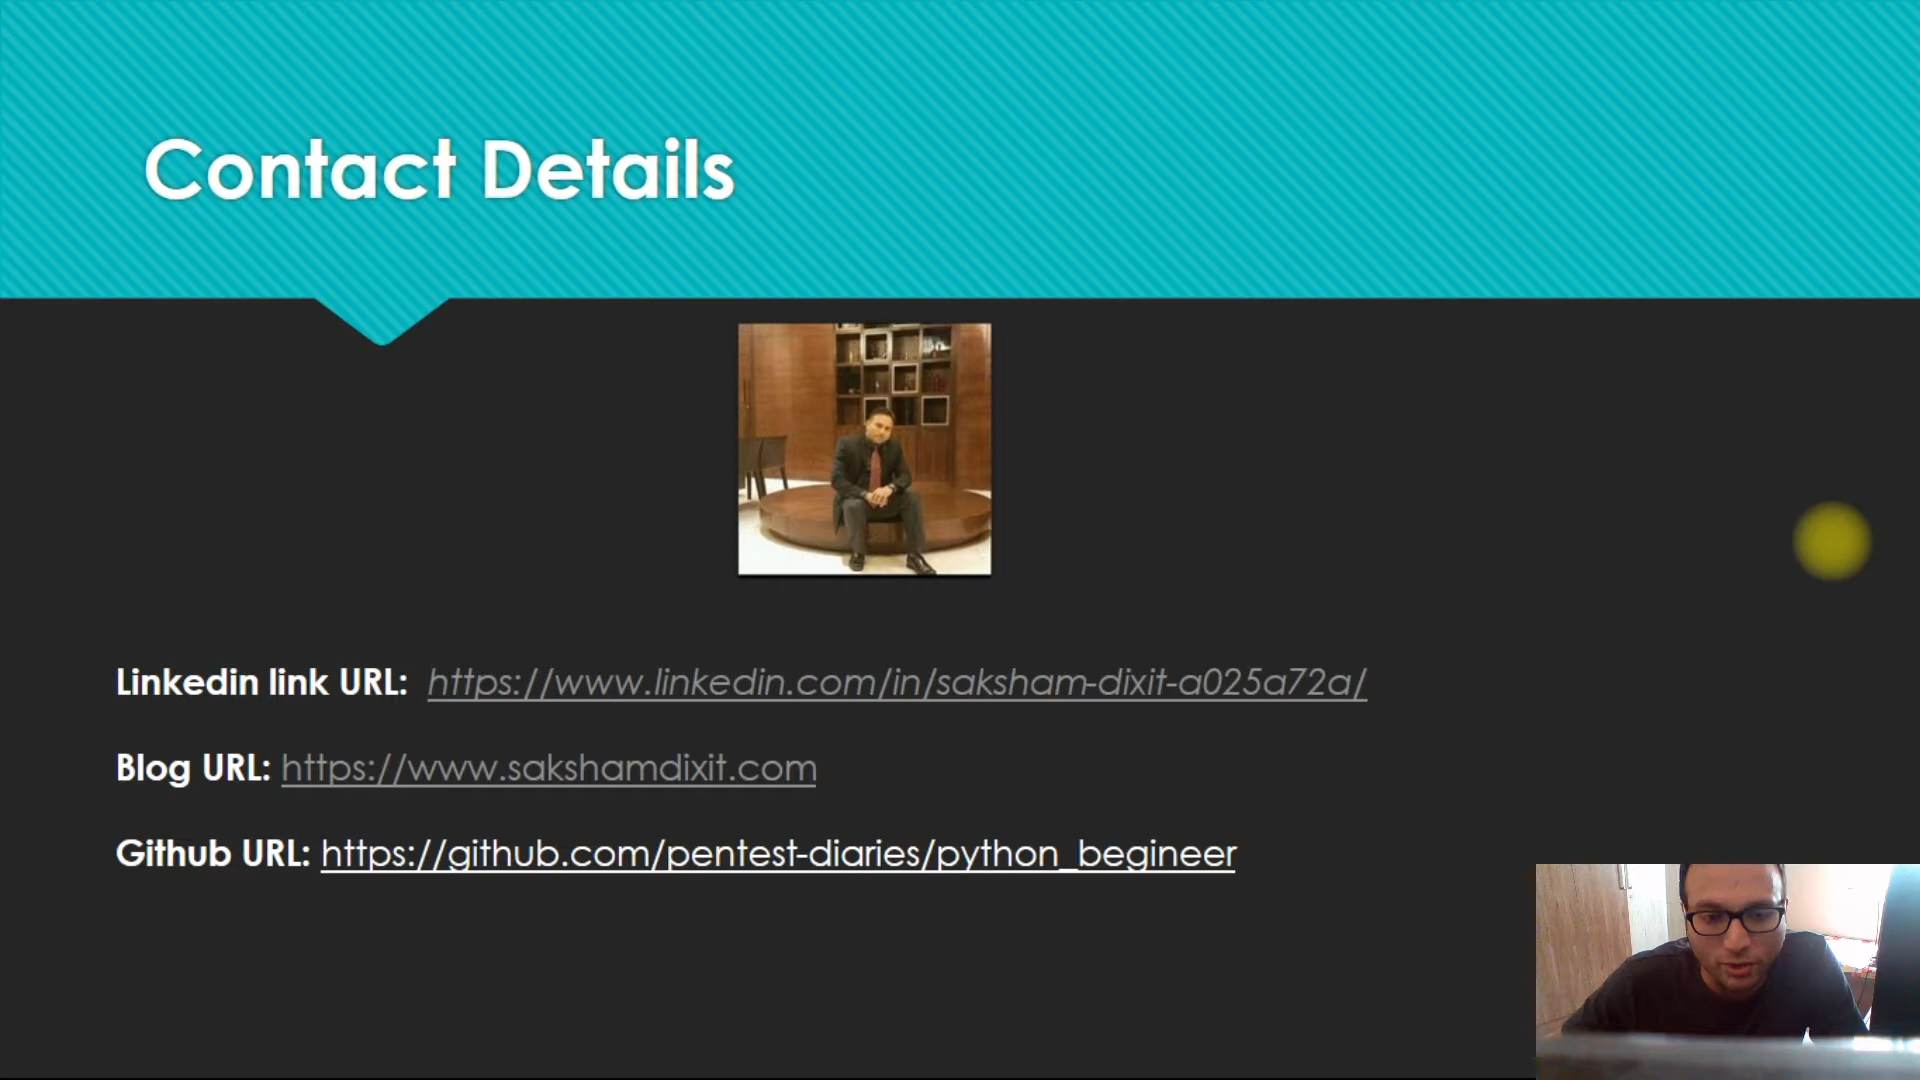 Contact Details
Linkedin link URL: https://www.linkedin.com/in/saksham-dixit-a025a72a/
Blog URL: https://www.sakshamdixit.com
Github URL: https://github.com/pentest-diaries/python_begineer